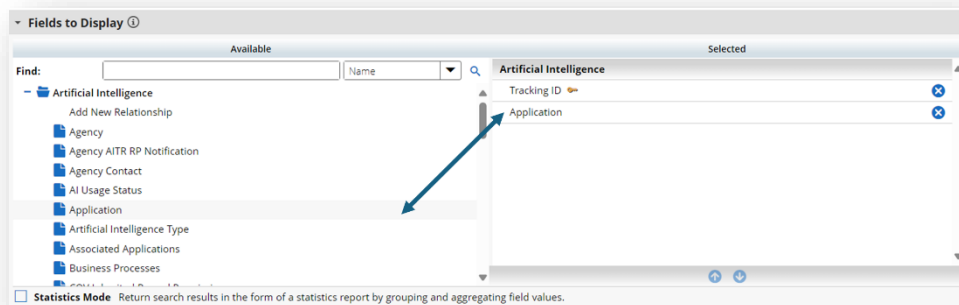 Fields to Display
Available
Selected
Find:
Name
Artificial Intelligence
Add New Relationship
Agency
Agency AITR RP Notification
Agency Contact
AI Usage Status
Application
Artificial Intelligence Type
Associated Applications
Business Processes
Artificial Intelligence
Tracking ID
Application
Statistics Mode Return search results in the form of a statistics report by grouping and aggregating field values.